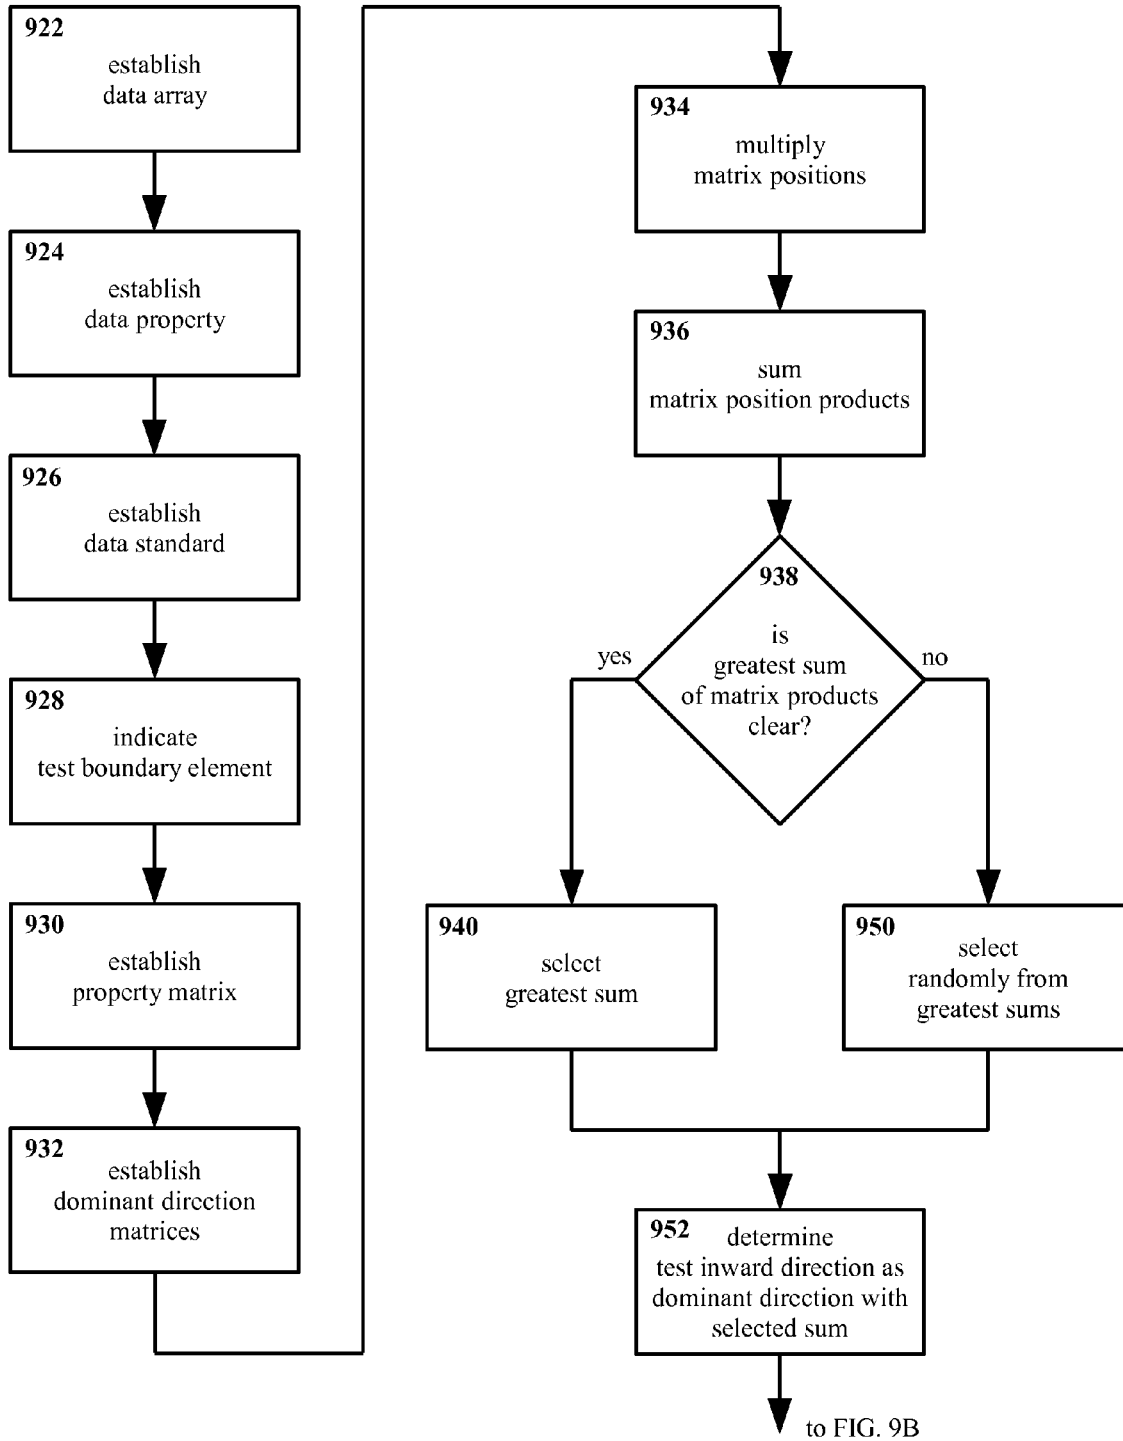 922
establish
data array
924
establish
data property
926
establish
data standard
928
indicate
test boundary element
930
establish
property matrix
932
establish
dominant direction
matrices
934
multiply
matrix positions
936
sum
matrix position products
938
is
greatest sum
of matrix products
clear?
yes
no
940
select
greatest sum
950
select
randomly from
greatest sums
952
determine
test inward direction as
dominant direction with
selected sum
to FIG. 9B